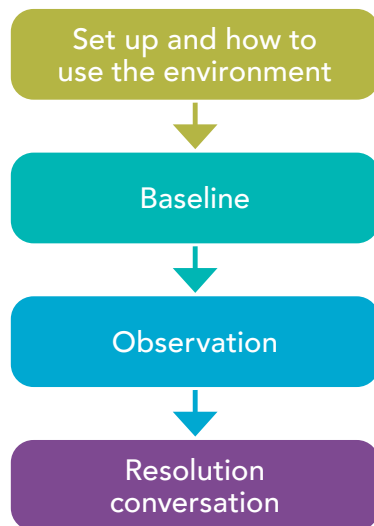 Set up and how to
use the environment
Baseline
Observation
Resolution
conversation